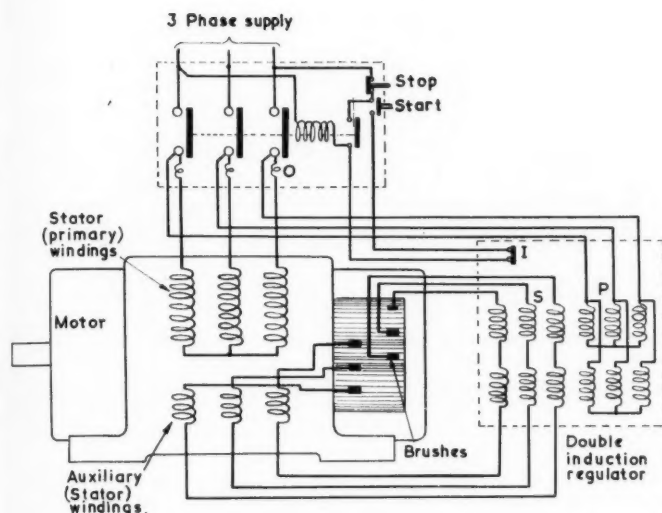 3 Phase supply
Stop
Start
O
Stator
(primary)
windings
I
P
S
Motor
Brushes
Double
induction
regulator
Auxiliary
(Stator)
windings.